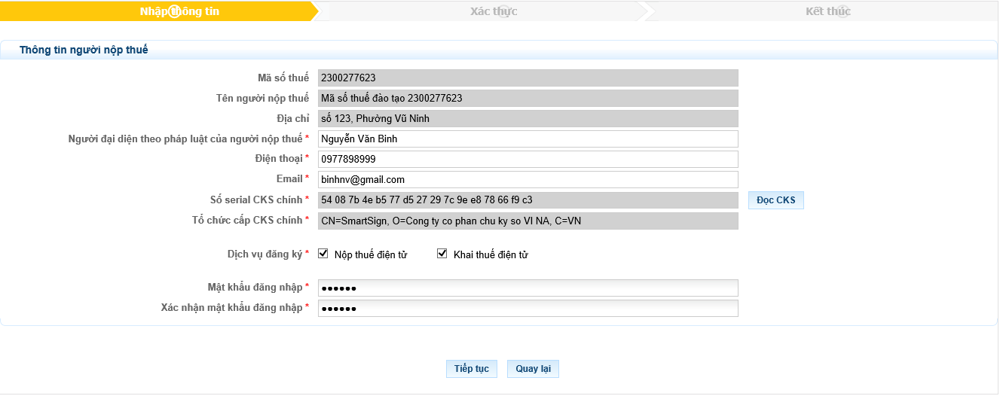 Nhập thông tin
Xác thực
Kết thúc
Thông tin người nộp thuế
Mã số thuế 2300277623
Tên người nộp thuế Mã số thuế đào tạo 2300277623
Địa chỉ số 123, Phường Vũ Ninh
Người đại diện theo pháp luật của người nộp thuế * Nguyễn Văn Bình
Điện thoại * 0977898999
Email * binhnv@gmail.com
Số serial CKS chính * 54 08 7b 4e b5 77 d5 27 29 7c 9e e8 78 66 f9 c3 Đọc CKS
Tổ chức cấp CKS chính * CN=SmartSign, O=Cong ty co phan chu ky so VI NA, C=VN
Dịch vụ đăng ký * Nộp thuế điện tử Khai thuế điện tử
Mật khẩu đăng nhập * ●●●●●●
Xác nhận mật khẩu đăng nhập * ●●●●●●
Tiếp tục Quay lại